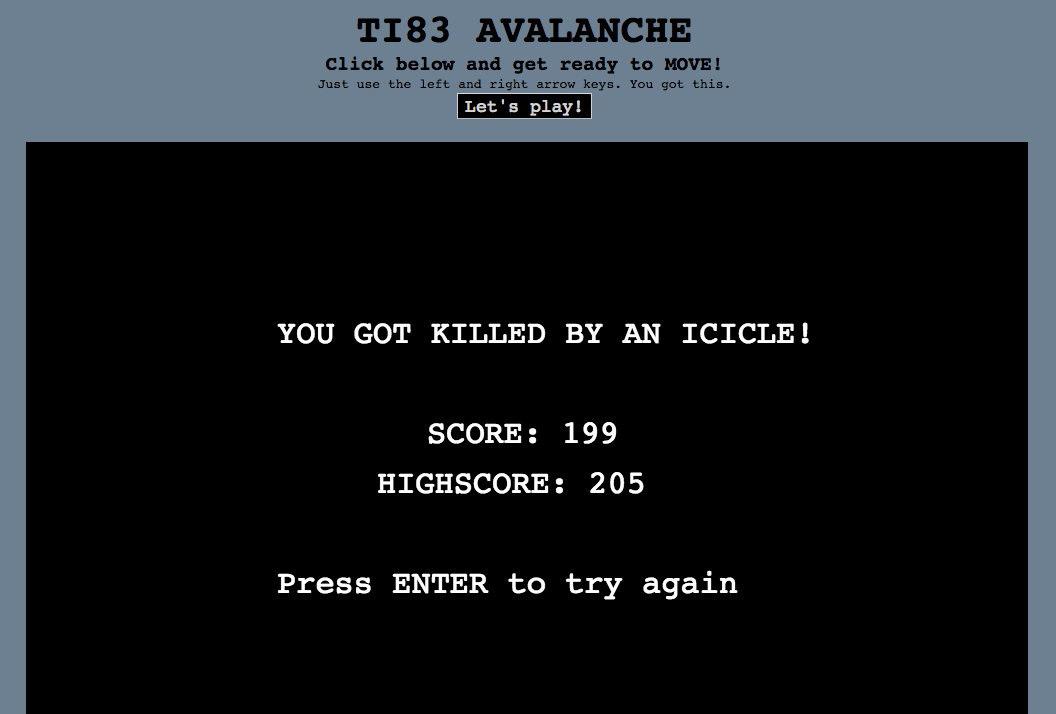 TI83 AVALANCHE
Click below and get ready to MOVE!
Just use the left and right arrow keys. You got this.
Let's play!
YOU GOT KILLED BY AN ICICLE!
SCORE: 199
HIGHSCORE: 205
Press ENTER to try again